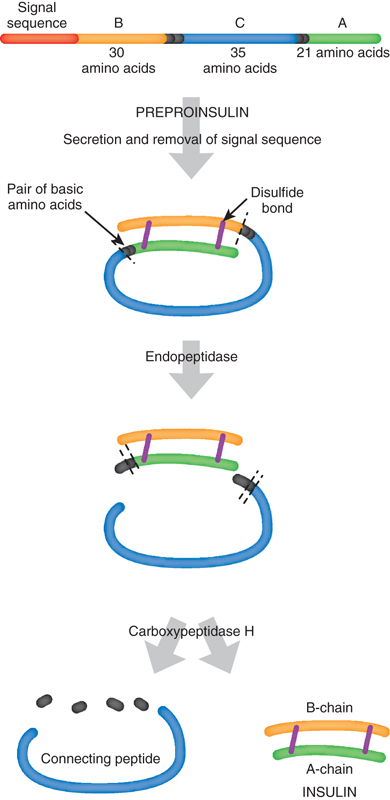 Signal
sequence
B
C
A
30
amino acids
35
amino acids
21 amino acids
PREPROINSULIN
Secretion and removal of signal sequence
Pair of basic
amino acids
Disulfide
bond
Endopeptidase
Carboxypeptidase H
Connecting peptide
B-chain
A-chain
INSULIN